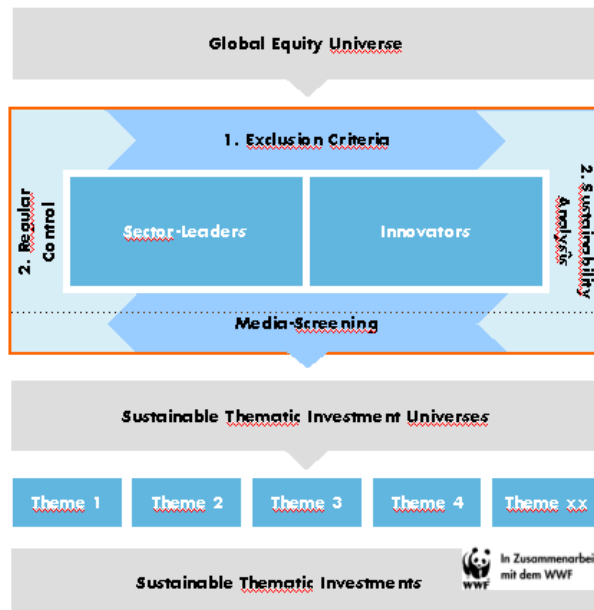 Global Equity Universe
1. Exclusion Criteria
2. Regular
Control
Sector-Leaders
Innovators
2. Sustainability
Analysis
Media-Screening
Sustainable Thematic Investment Universes
Theme 1
Theme 2
Theme 3
Theme 4
Theme xx
Sustainable Thematic Investments
WWF
In Zusammenarbei
mit dem WWF